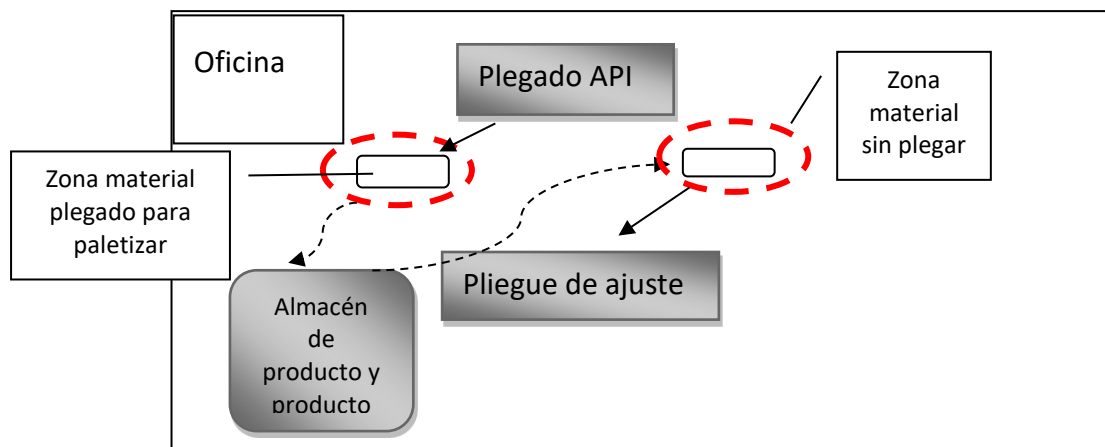 Oficina
Plegado API
Zona
material
sin plegar
Zona material
plegado para
paletizar
Pliegue de ajuste
Almacén
de
producto y
producto